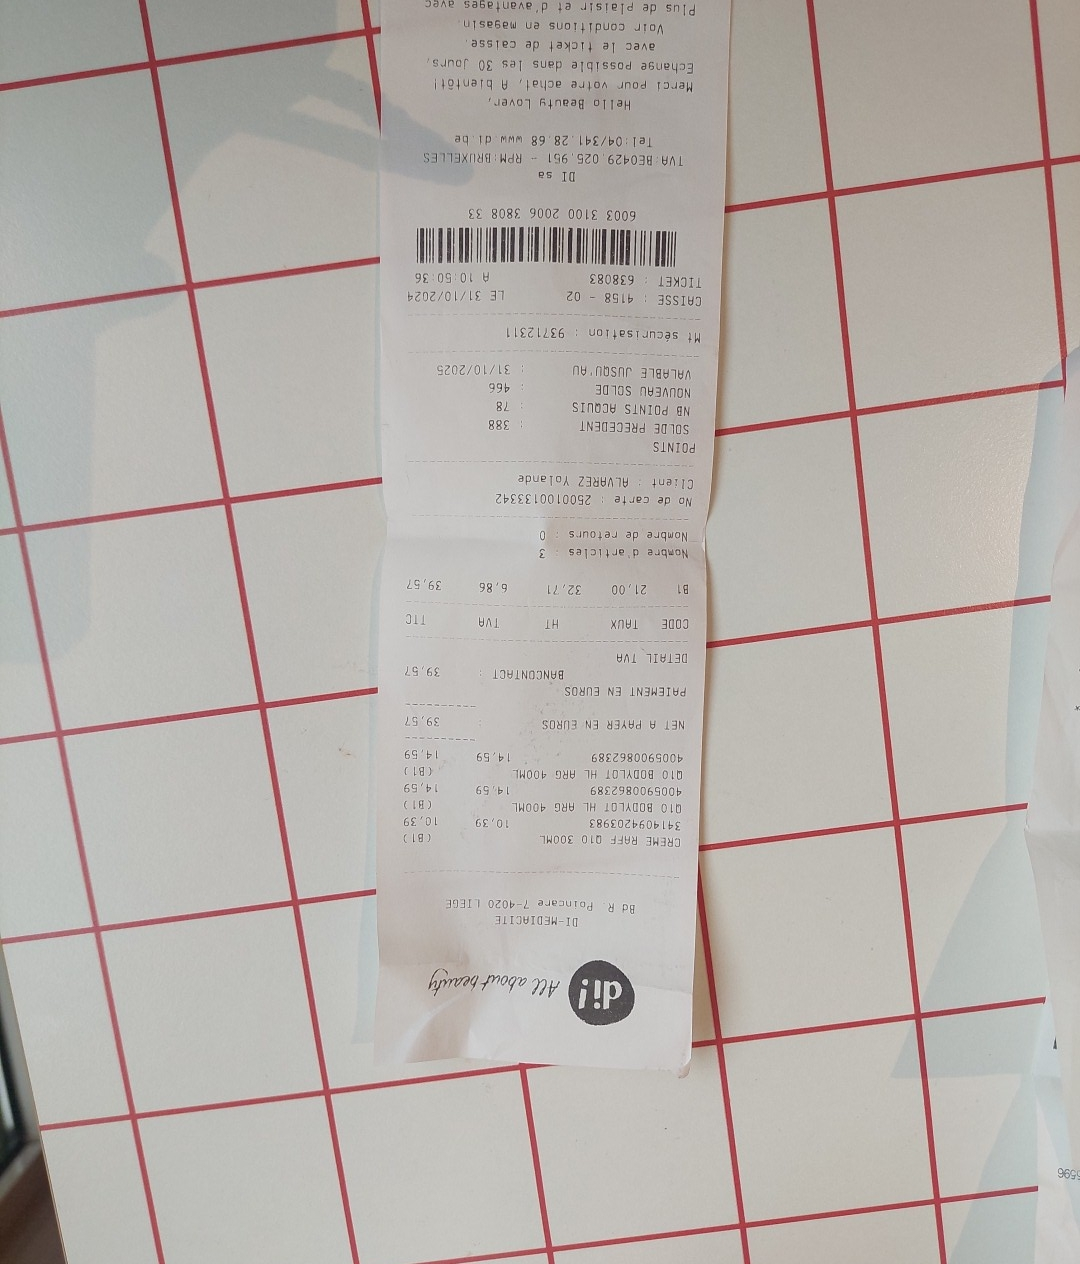 di!
All about beauty
DI-MEDIACITE
Bd R. Poincare 7-4020 LIEGE
CREME RAFF Q10 300ML (B1)
3414094203983 10,39 10,39
Q10 BODYLOT HL ARG 400ML (B1)
4005900862389 14,59 14,59
Q10 BODYLOT HL ARG 400ML (B1)
4005900862389 14,59 14,59
NET A PAYER EN EUROS : 39,57
PAIEMENT EN EUROS
BANCONTACT : 39,57
DETAIL TVA
CODE TAUX HT TVA TTC
B1 21,00 32,71 6,86 39,57
Nombre d'articles : 3
Nombre de retours : 0
No de carte : 2500100133342
Client : ALVAREZ Yolande
POINTS
SOLDE PRECEDENT : 388
NB POINTS ACQUIS : 78
NOUVEAU SOLDE : 466
VALABLE JUSQU'AU : 31/10/2025
Mt sécurisation : 93712311
CAISSE : 4158 - 02 LE 31/10/2024
TICKET : 638083 A 10:50:36
6003 3100 2006 3808 33
DI sa
TVA:BE0429.025.951 - RPM:BRUXELLES
Tel:04/341.28.68 www.di.be
Hello Beauty Lover,
Merci pour votre achat, A bientôt!
Echange possible dans les 30 jours,
avec le ticket de caisse.
Voir conditions en magasin.
Plus de plaisir et d'avantages avec
5596